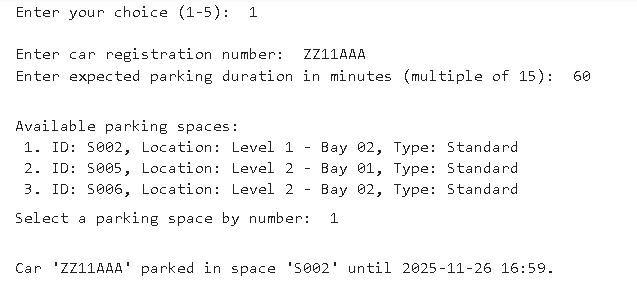 Enter your choice (1-5): 1
Enter car registration number: ZZ11AAA
Enter expected parking duration in minutes (multiple of 15): 60
Available parking spaces:
1. ID: S002, Location: Level 1 - Bay 02, Type: Standard
2. ID: S005, Location: Level 2 - Bay 01, Type: Standard
3. ID: S006, Location: Level 2 - Bay 02, Type: Standard
Select a parking space by number: 1
Car 'ZZ11AAA' parked in space 'S002' until 2025-11-26 16:59.